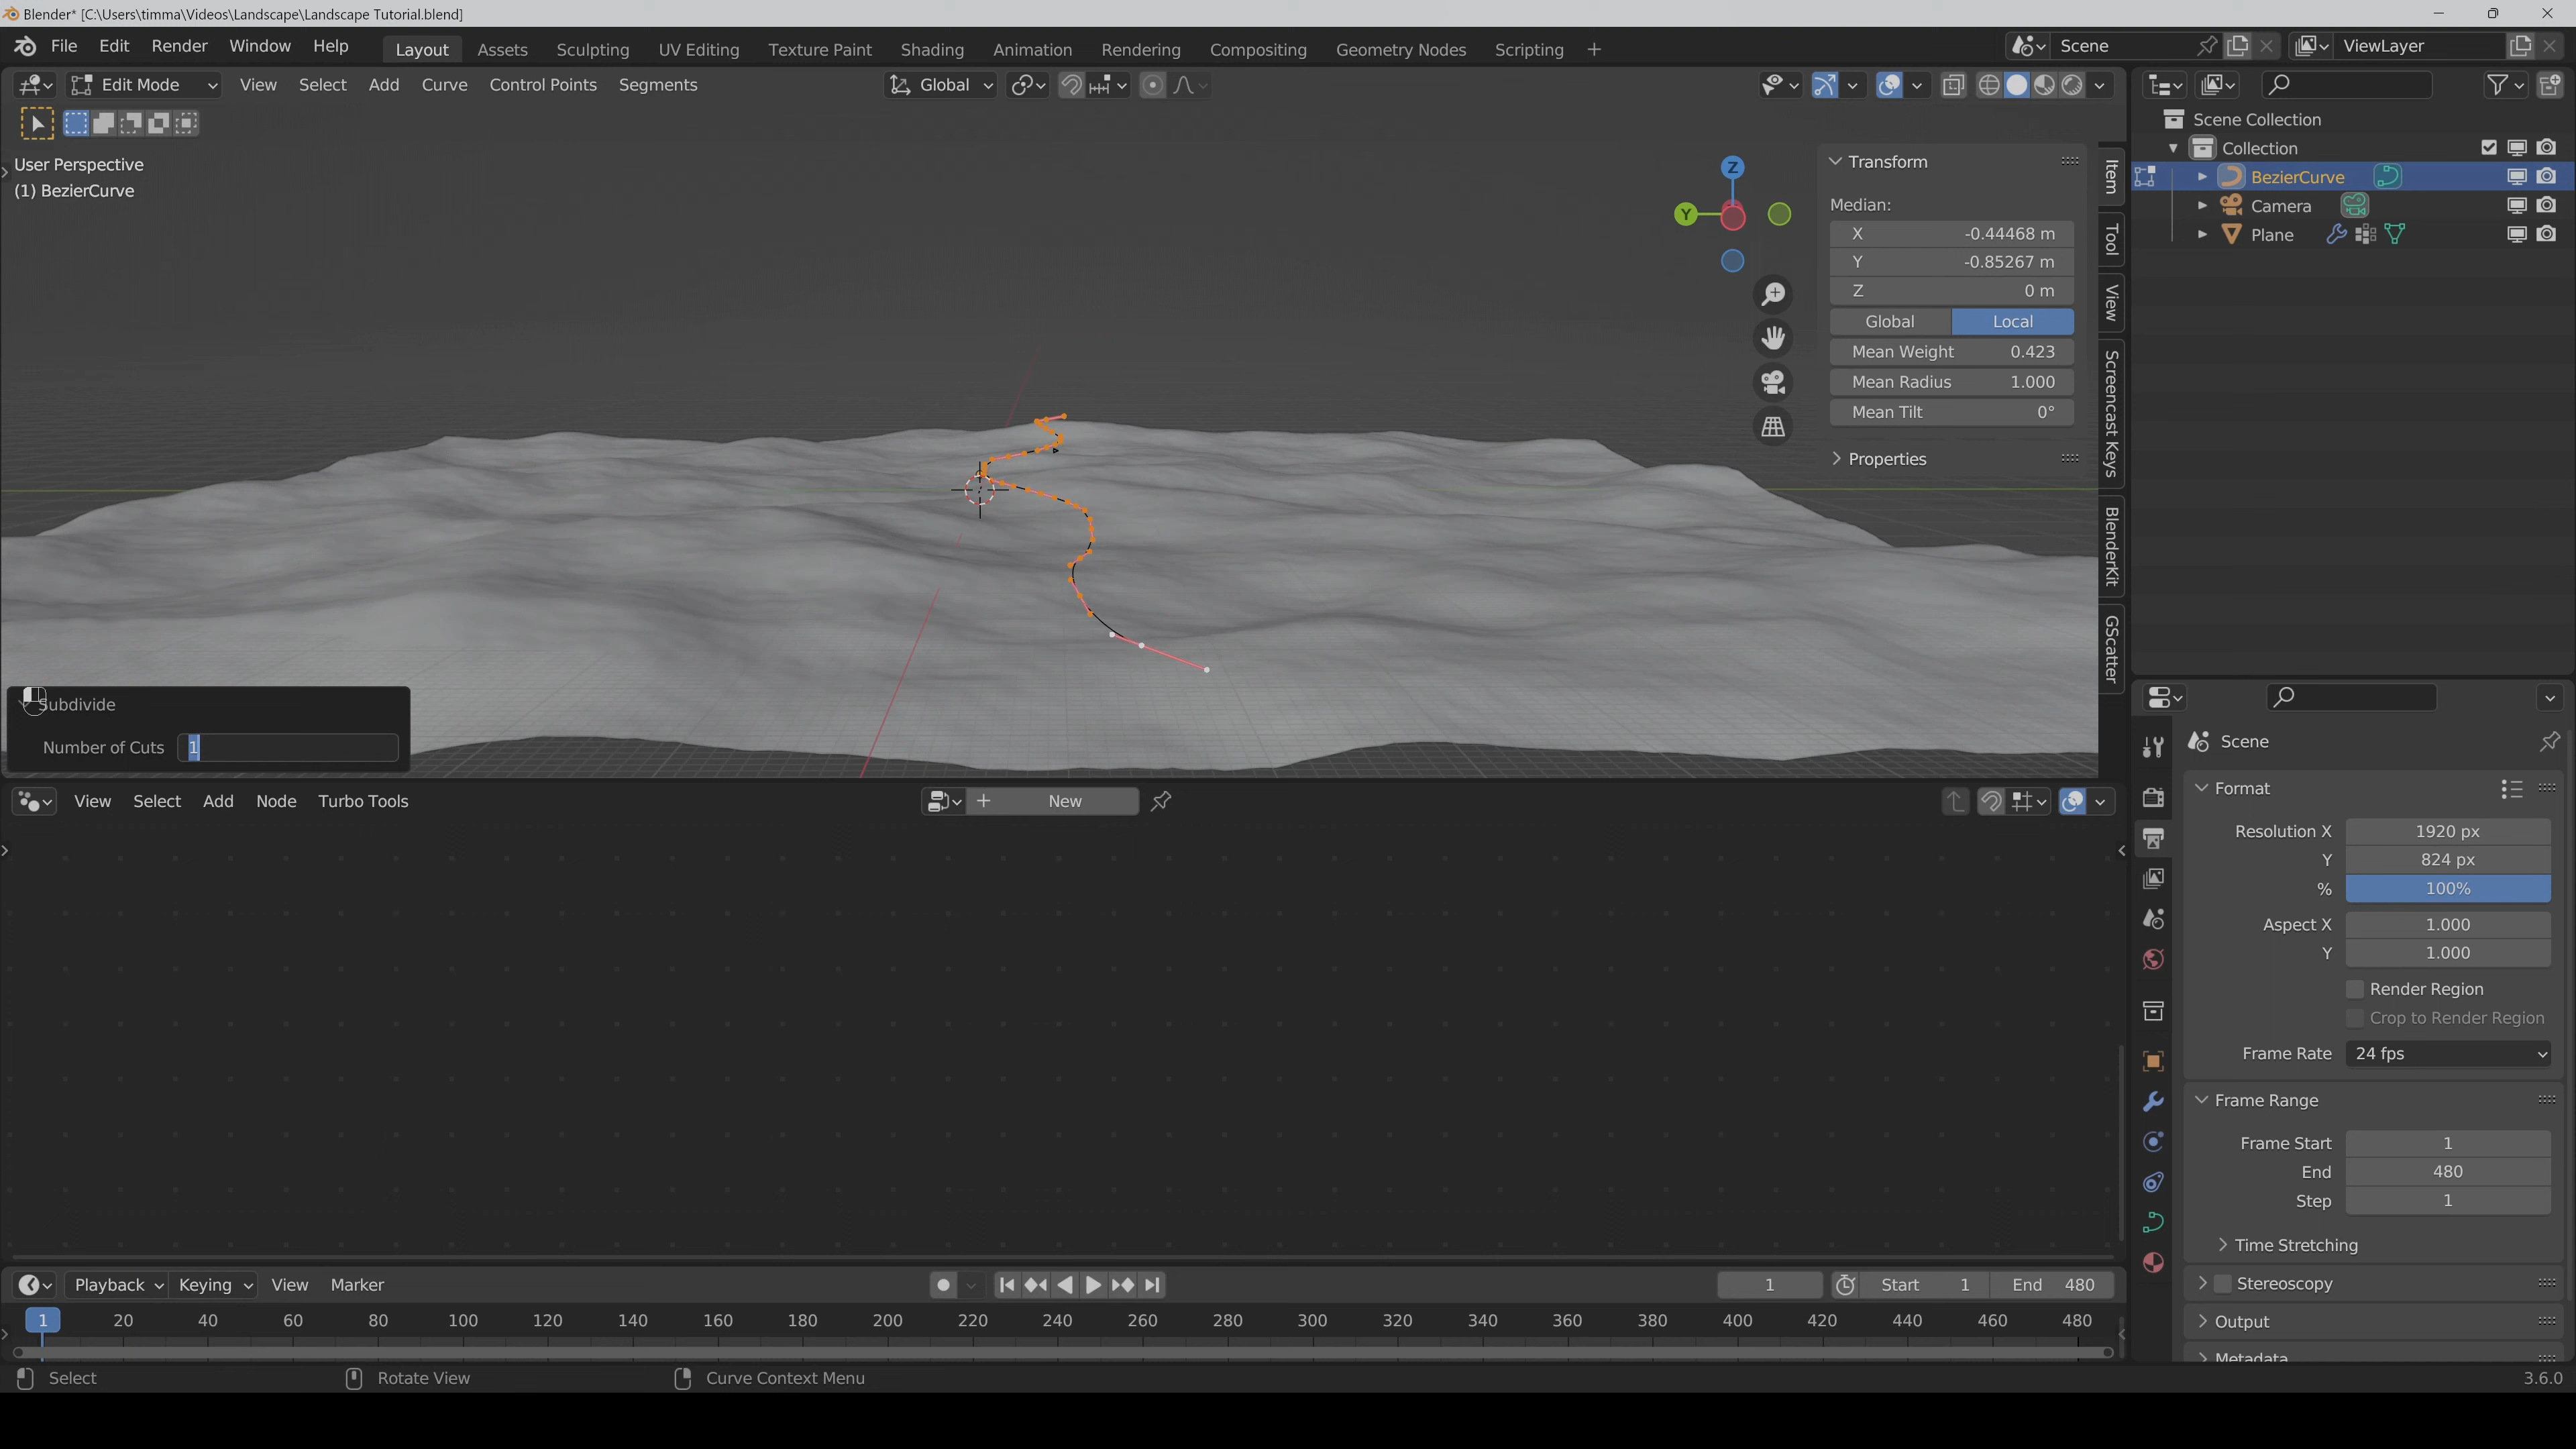 Blender* [C:\Users\timma\Videos\Landscape\Landscape Tutorial.blend]
File Edit Render Window Help Layout Assets Sculpting UV Editing Texture Paint Shading Animation Rendering Compositing Geometry Nodes Scripting + Scene ViewLayer
Edit Mode View Select Add Curve Control Points Segments Global
User Perspective
(1) BezierCurve
Z
Y
Transform
Median:
X -0.44468 m
Y -0.85267 m
Z 0 m
Global Local
Mean Weight 0.423
Mean Radius 1.000
Mean Tilt 0°
Properties
Item
Tool
View
Screencast Keys
BlenderKit
GScatter
Subdivide
Number of Cuts 1
View Select Add Node Turbo Tools + New
Playback Keying View Marker 1 Start 1 End 480
1 20 40 60 80 100 120 140 160 180 200 220 240 260 280 300 320 340 360 380 400 420 440 460 480
Select Rotate View Curve Context Menu 3.6.0
Scene Collection
Collection
BezierCurve
Camera
Plane
Scene
Format
Resolution X 1920 px
Y 824 px
% 100%
Aspect X 1.000
Y 1.000
Render Region
Crop to Render Region
Frame Rate 24 fps
Frame Range
Frame Start 1
End 480
Step 1
Time Stretching
Stereoscopy
Output
Metadata